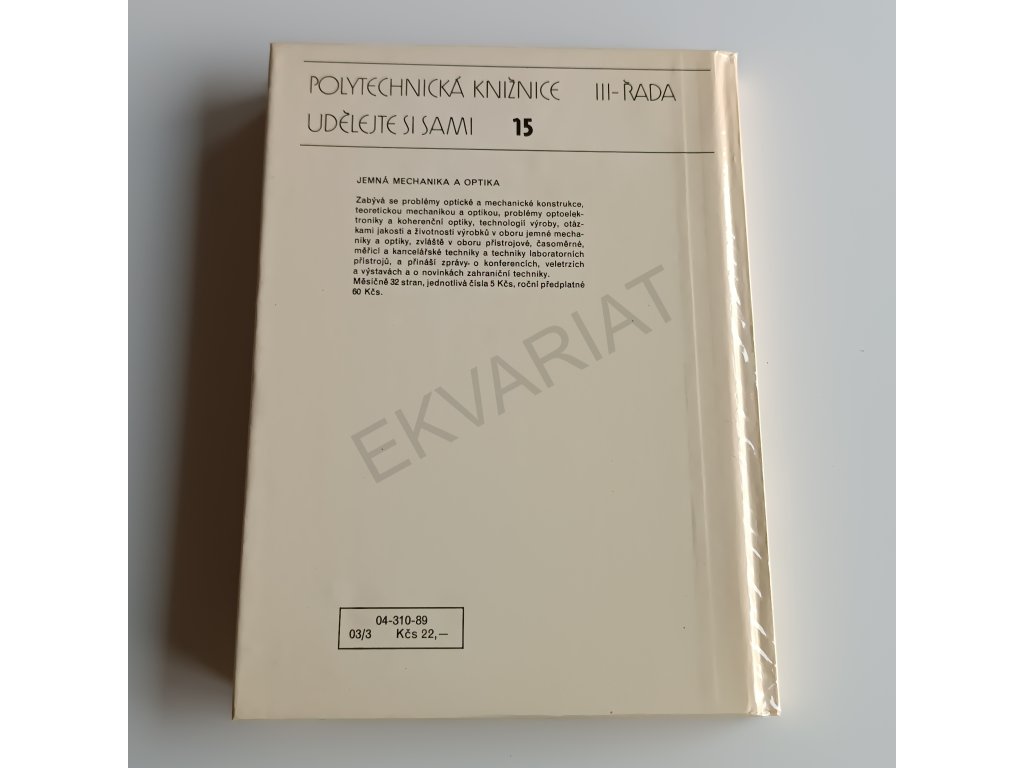 POLYTECHNICKÁ KNIŽNICE III-ŘADA
UDĚLEJTE SI SAMI 15
JEMNÁ MECHANIKA A OPTIKA
Zabývá se problémy optické a mechanické konstrukce,
teoretickou mechanikou a optikou, problémy optoelek-
troniky a koherenční optiky, technologií výroby, otáz-
kami jakosti a životnosti výrobků v oboru jemné mecha-
niky a optiky, zvláště v oboru přístrojové, časoměrné,
měřicí a kancelářské techniky a techniky laboratorních
přístrojů, a přináší zprávy o konferencích, veletrzích
a výstavách a o novinkách zahraniční techniky.
Měsíčně 32 stran, jednotlivá čísla 5 Kčs, roční předplatné
60 Kčs.
EKVARIAT
04-310-89
03/3 Kčs 22,—